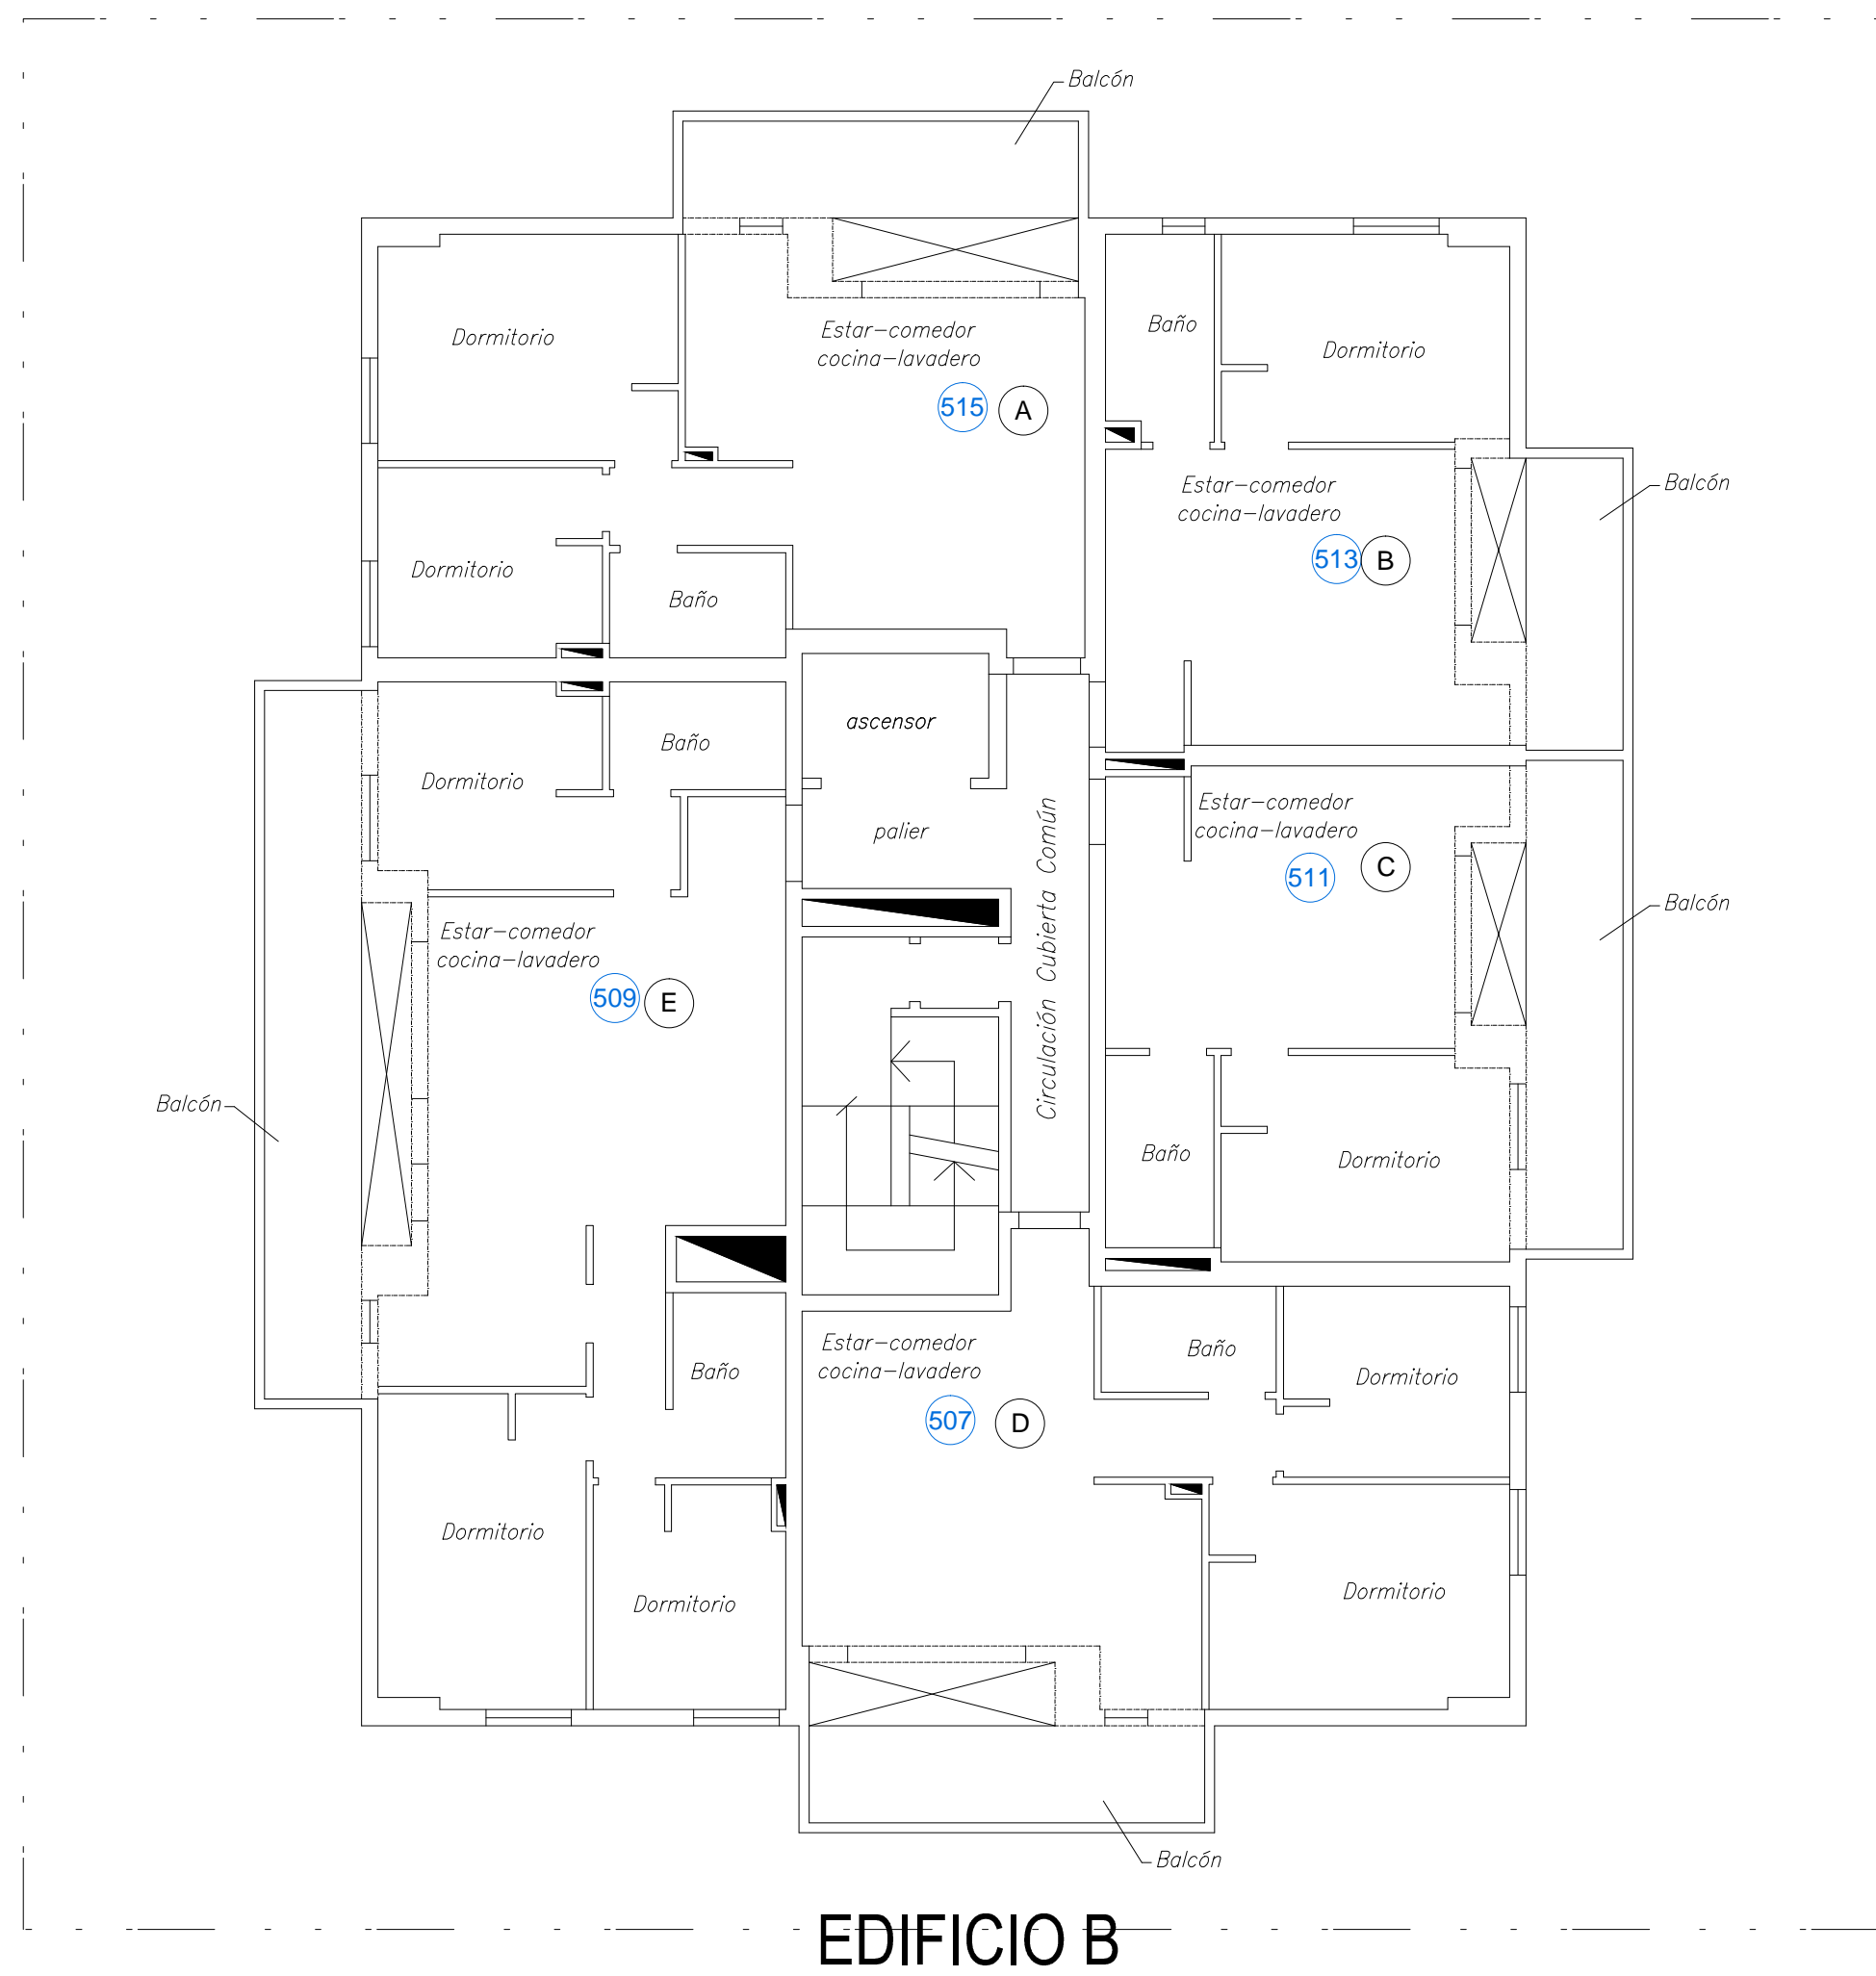 Balcón
Dormitorio
Estar-comedor
cocina-lavadero
515
A
Baño
Dormitorio
Estar-comedor
cocina-lavadero
513
B
Balcón
Dormitorio
Baño
Dormitorio
Baño
ascensor
palier
Circulación Cubierta Común
Estar-comedor
cocina-lavadero
511
C
Balcón
Estar-comedor
cocina-lavadero
509
E
Balcón
Baño
Dormitorio
Estar-comedor
cocina-lavadero
507
D
Baño
Dormitorio
Baño
Dormitorio
Dormitorio
Dormitorio
Balcón
EDIFICIO B